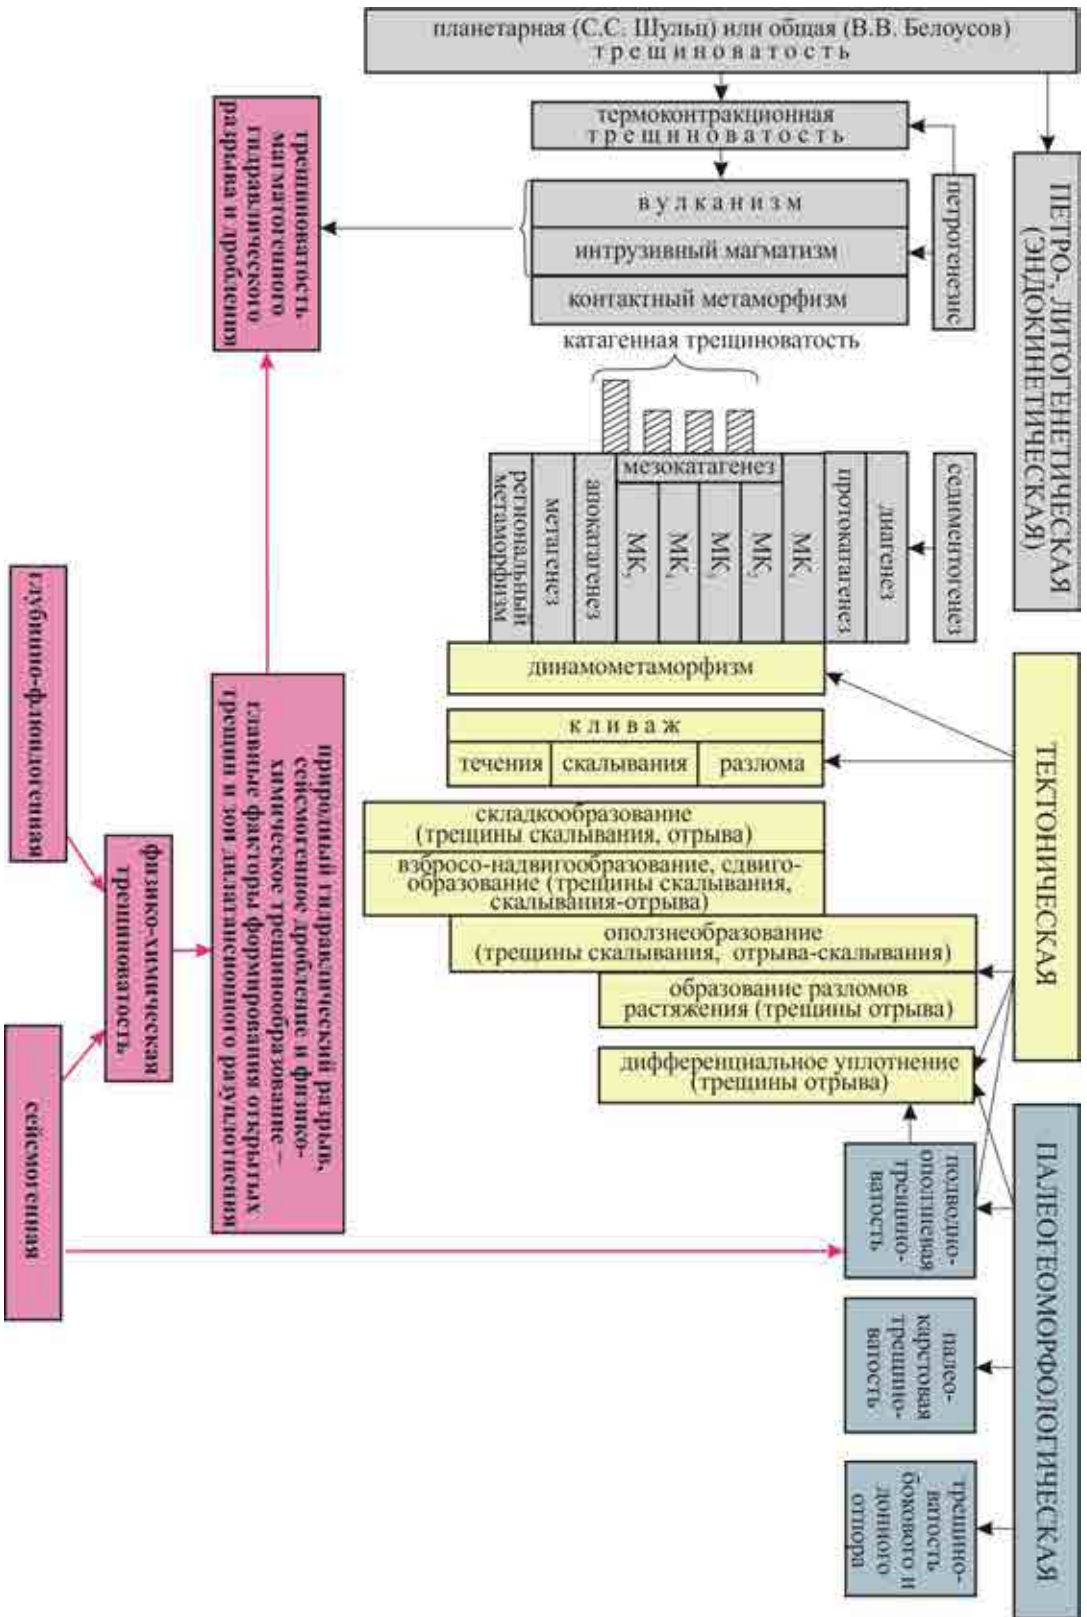 планетарная (С.С. Шульц) или общая (В.В. Белоусов)
трещиноватость
термоконтракционная
трещиноватость
вулканизм
интрузивный магматизм
контактный метаморфизм
петрогенезис
ПЕТРО-, ЛИТОГЕНЕТИЧЕСКАЯ
(ЭНДОКИНЕТИЧЕСКАЯ)
трещиноватость
магматогенного
гидравлического
разрыва и дробления
катагенная трещиноватость
седиментогенез
диагенез
протокатагенез
МК₁
мезокатагенез
МК₂
МК₃
МК₄
МК₅
апокатагенез
метагенез
региональный
метаморфизм
ТЕКТОНИЧЕСКАЯ
динамометаморфизм
кливаж
течения
скалывания
разлома
складкообразование
(трещины скалывания, отрыва)
взбросо-надвигообразование, сдвиго-
образование (трещины скалывания,
скалывания-отрыва)
оползнеобразование
(трещины скалывания, отрыва-скалывания)
образование разломов
растяжения (трещины отрыва)
дифференциальное уплотнение
(трещины отрыва)
ПАЛЕОГЕОМОРФОЛОГИЧЕСКАЯ
подводно-
оползневая
трещино-
ватость
палео-
карстовая
трещино-
ватость
трещино-
ватость
бокового и
донного
отпора
природный гидравлический разрыв,
сейсмогенное дробление и физико-
химическое трещинообразование –
главные факторы формирования открытых
трещин и зон дилатансионного разуплотнения
физико-химическая
трещиноватость
глубинно-флюидогенная
сейсмогенная